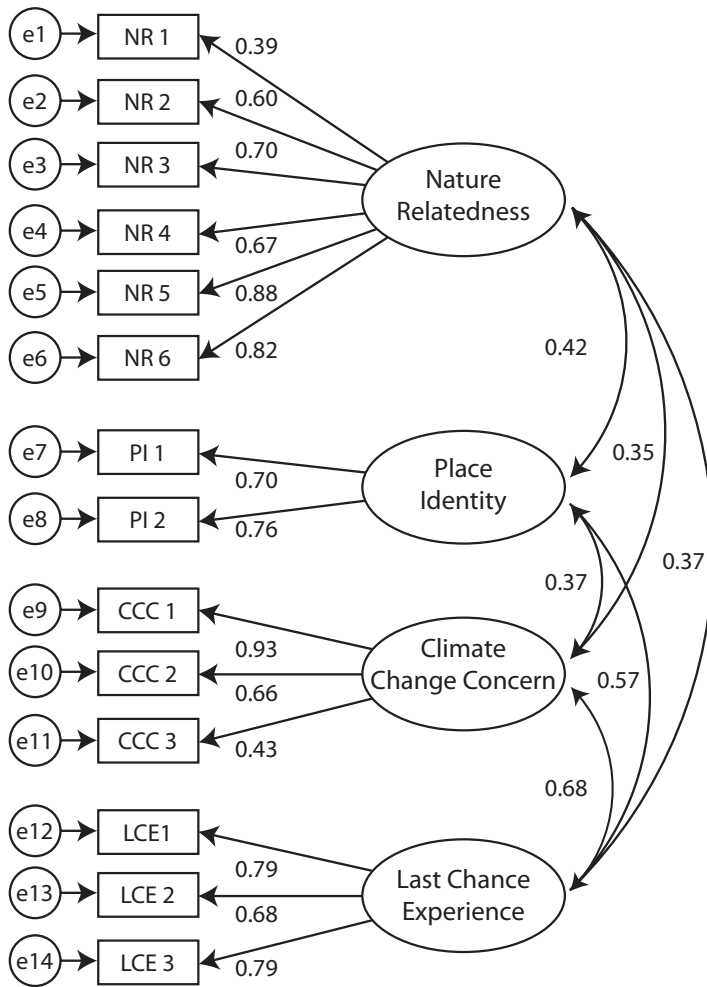 e1 NR 1 0.39
e2 NR 2 0.60
e3 NR 3 0.70
e4 NR 4 0.67
e5 NR 5 0.88
e6 NR 6 0.82
Nature
Relatedness
0.42
0.35
0.37
e7 PI 1 0.70
e8 PI 2 0.76
Place
Identity
0.37
0.57
e9 CCC 1 0.93
e10 CCC 2 0.66
e11 CCC 3 0.43
Climate
Change Concern
0.68
e12 LCE1 0.79
e13 LCE 2 0.68
e14 LCE 3 0.79
Last Chance
Experience